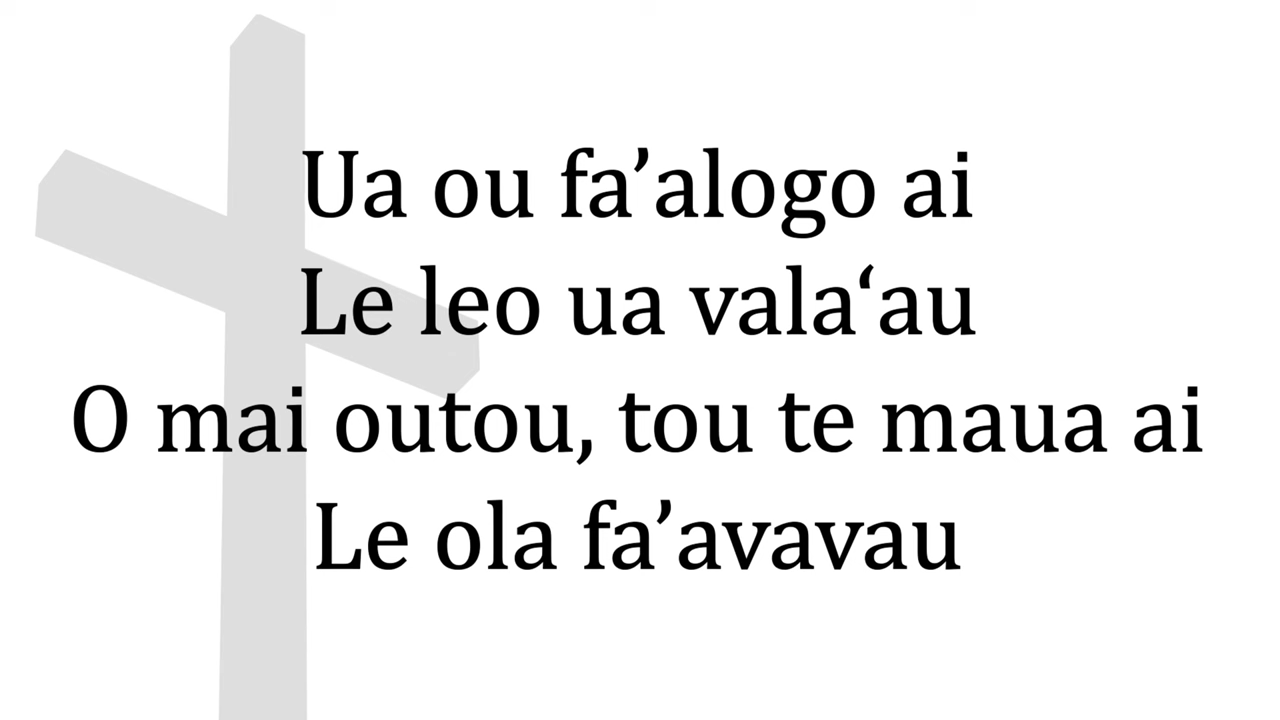 Ua ou fa’alogo ai
Le leo ua vala‘au
O mai outou, tou te maua ai
Le ola fa’avavau